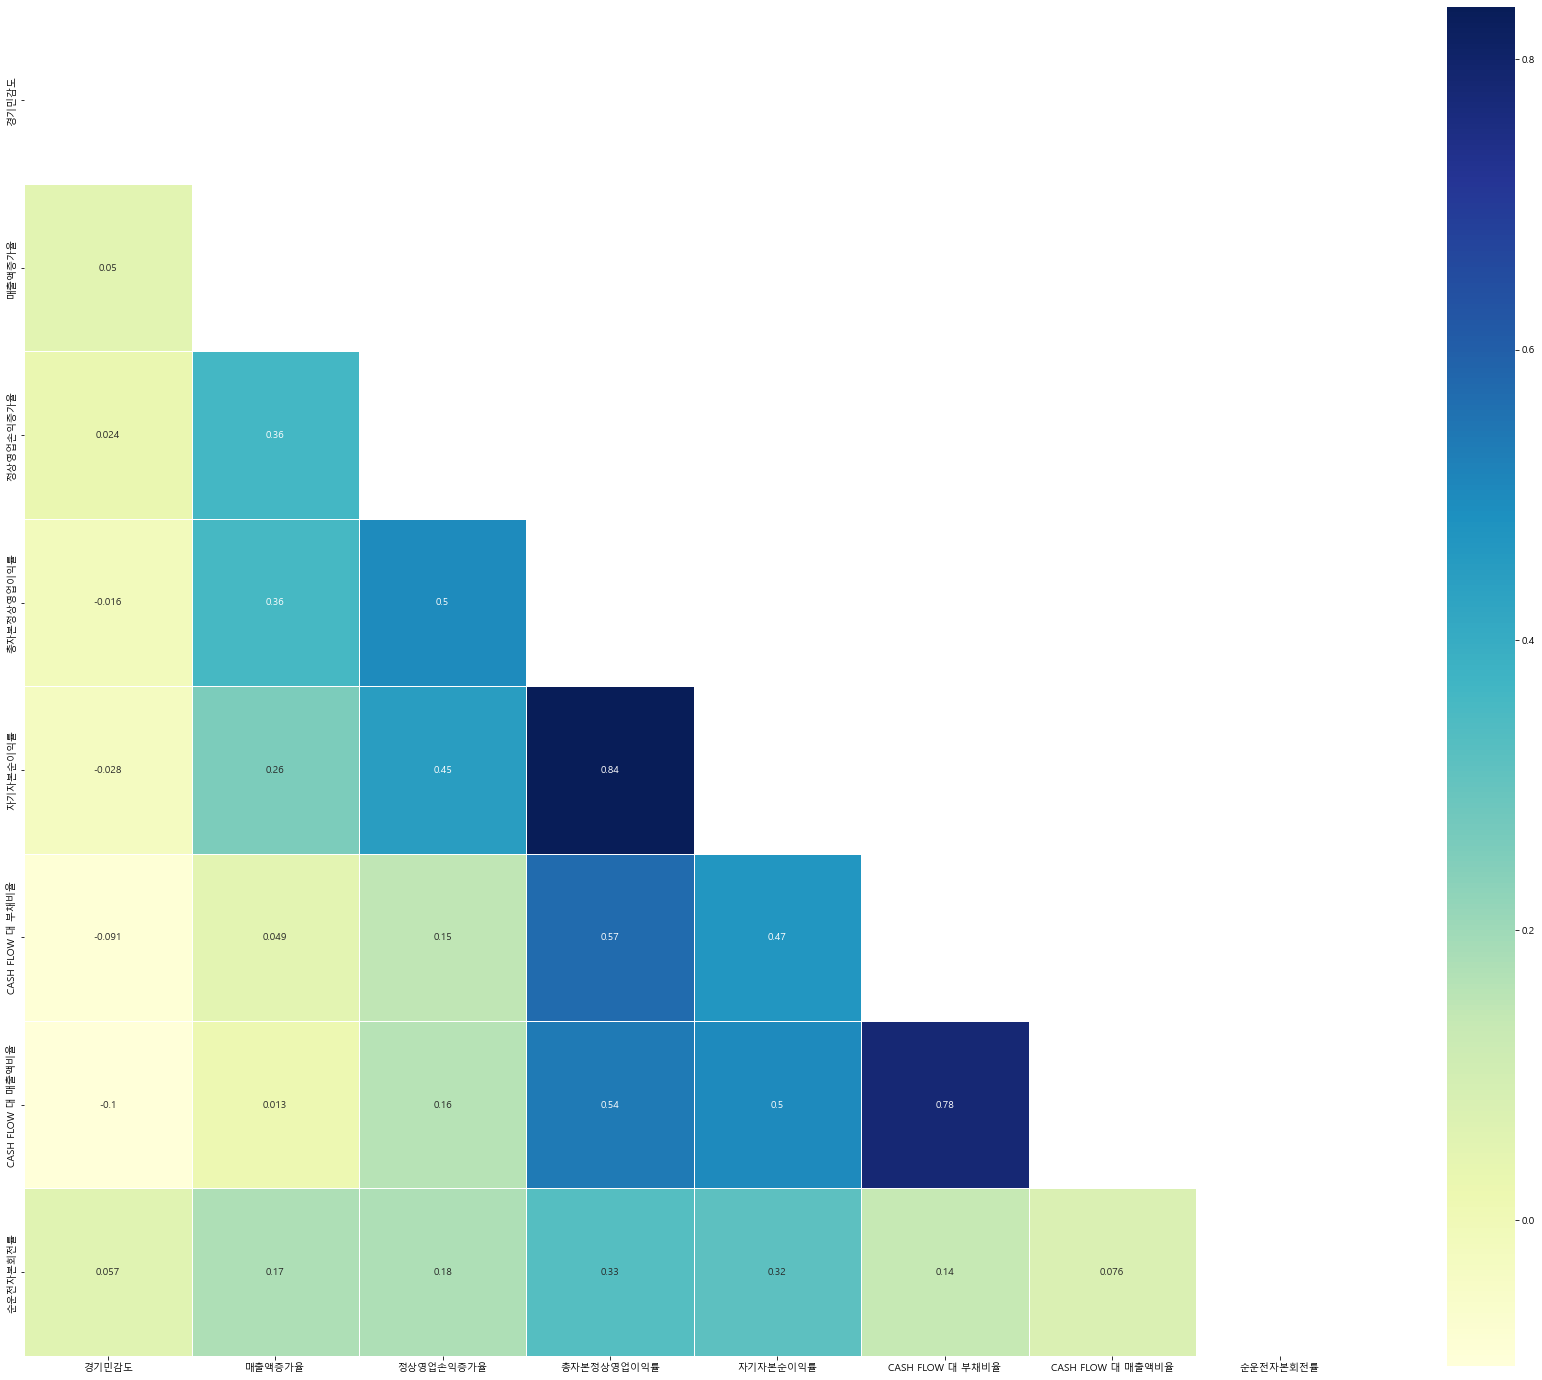 경기민감도
매출액증가율
0.05
정상영업손익증가율
0.024 0.36
총자본정상영업이익률
-0.016 0.36 0.5
자기자본순이익률
-0.028 0.26 0.45 0.84
CASH FLOW 대 부채비율
-0.091 0.049 0.15 0.57 0.47
CASH FLOW 대 매출액비율
-0.1 0.013 0.16 0.54 0.5 0.78
순운전자본회전률
0.057 0.17 0.18 0.33 0.32 0.14 0.076
경기민감도 매출액증가율 정상영업손익증가율 총자본정상영업이익률 자기자본순이익률 CASH FLOW 대 부채비율 CASH FLOW 대 매출액비율 순운전자본회전률
0.8
0.6
0.4
0.2
0.0